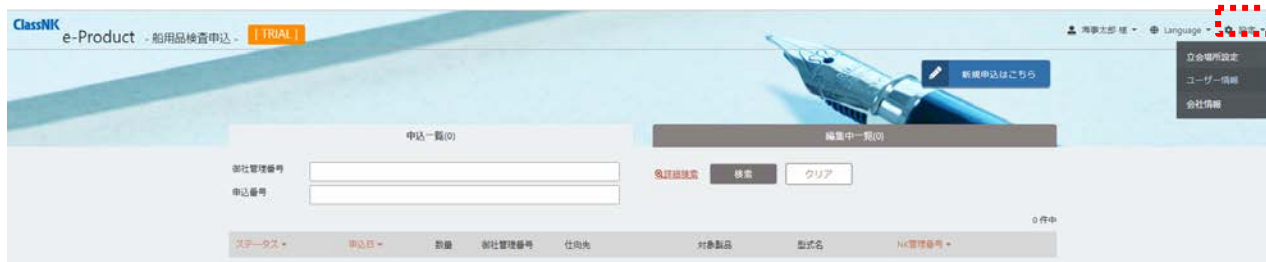 ClassNK
e-Product - 船用品検査申込 - [ TRIAL ]
海事太郎 様 Language 設定
立会場所設定
ユーザー情報
会社情報
新規申込はこちら
申込一覧(0) 編集中一覧(0)
御社管理番号
詳細検索 検索 クリア
申込番号
0 件中
ステータス 申込日 数量 御社管理番号 仕向先 対象製品 型式名 NK管理番号